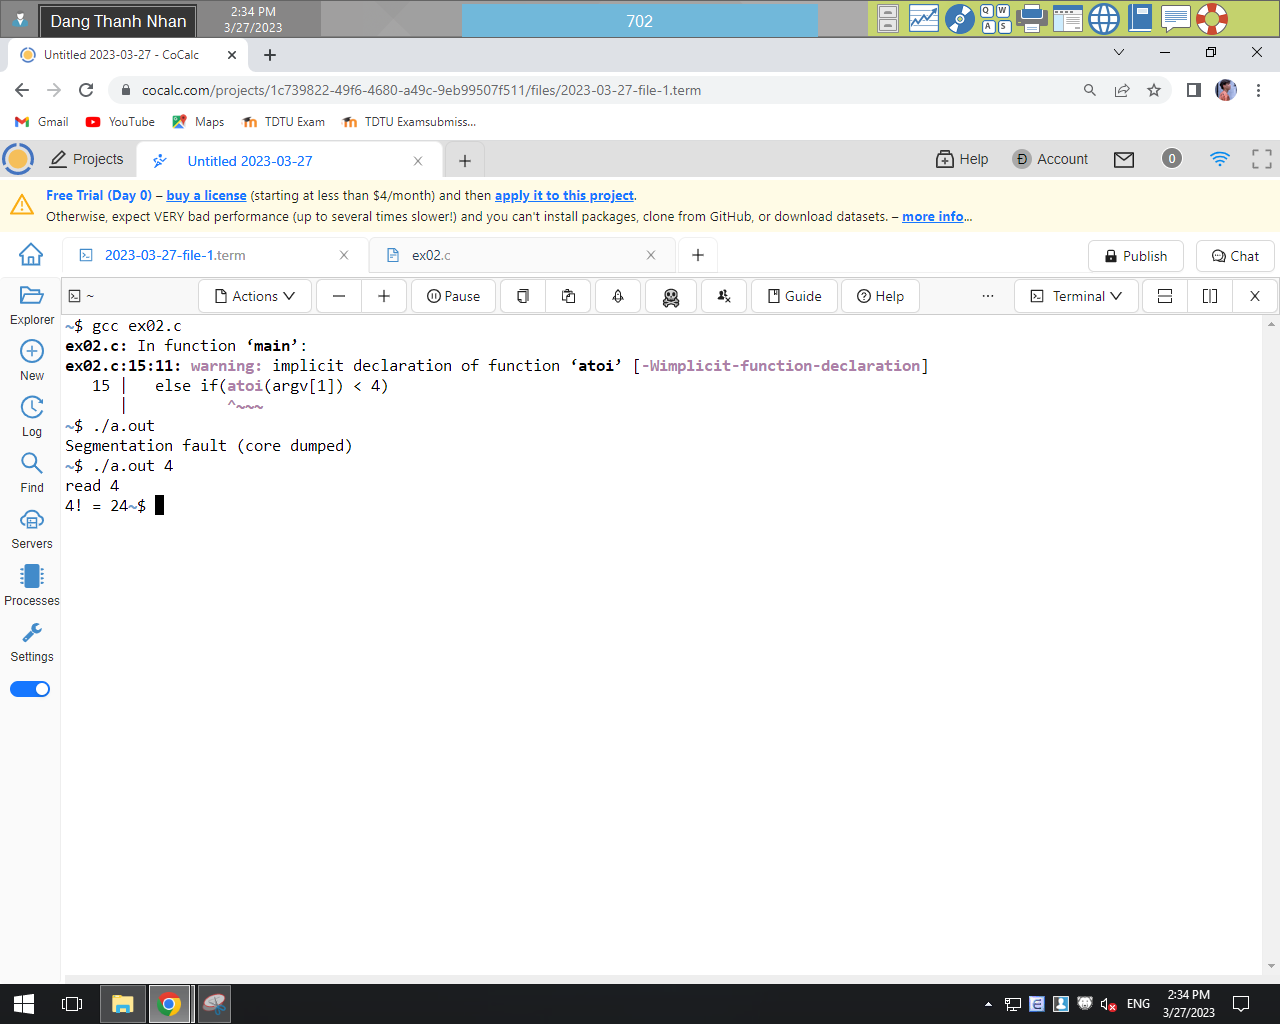 Dang Thanh Nhan
2:34 PM
3/27/2023
702
Q W
A S
Untitled 2023-03-27 - CoCalc
cocalc.com/projects/1c739822-49f6-4680-a49c-9eb99507f511/files/2023-03-27-file-1.term
Gmail YouTube Maps TDTU Exam TDTU Examsubmiss...
Projects Untitled 2023-03-27 Help Account 0
Free Trial (Day 0) – buy a license (starting at less than $4/month) and then apply it to this project.
Otherwise, expect VERY bad performance (up to several times slower!) and you can't install packages, clone from GitHub, or download datasets. – more info...
2023-03-27-file-1.term ex02.c Publish Chat
~ Actions Pause Guide Help ... Terminal
Explorer
New
Log
Find
Servers
Processes
Settings
~$ gcc ex02.c
ex02.c: In function ‘main’:
ex02.c:15:11: warning: implicit declaration of function ‘atoi’ [-Wimplicit-function-declaration]
15 | else if(atoi(argv[1]) < 4)
| ^~~~
~$ ./a.out
Segmentation fault (core dumped)
~$ ./a.out 4
read 4
4! = 24~$
ENG
2:34 PM
3/27/2023